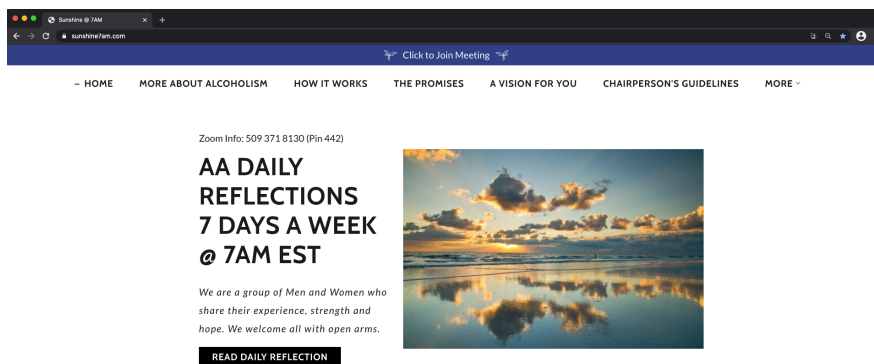 Sunshine @ 7AM
sunshine7am.com
Click to Join Meeting
– HOME MORE ABOUT ALCOHOLISM HOW IT WORKS THE PROMISES A VISION FOR YOU CHAIRPERSON'S GUIDELINES MORE
Zoom Info: 509 371 8130 (Pin 442)
AA DAILY
REFLECTIONS
7 DAYS A WEEK
@ 7AM EST
We are a group of Men and Women who
share their experience, strength and
hope. We welcome all with open arms.
READ DAILY REFLECTION